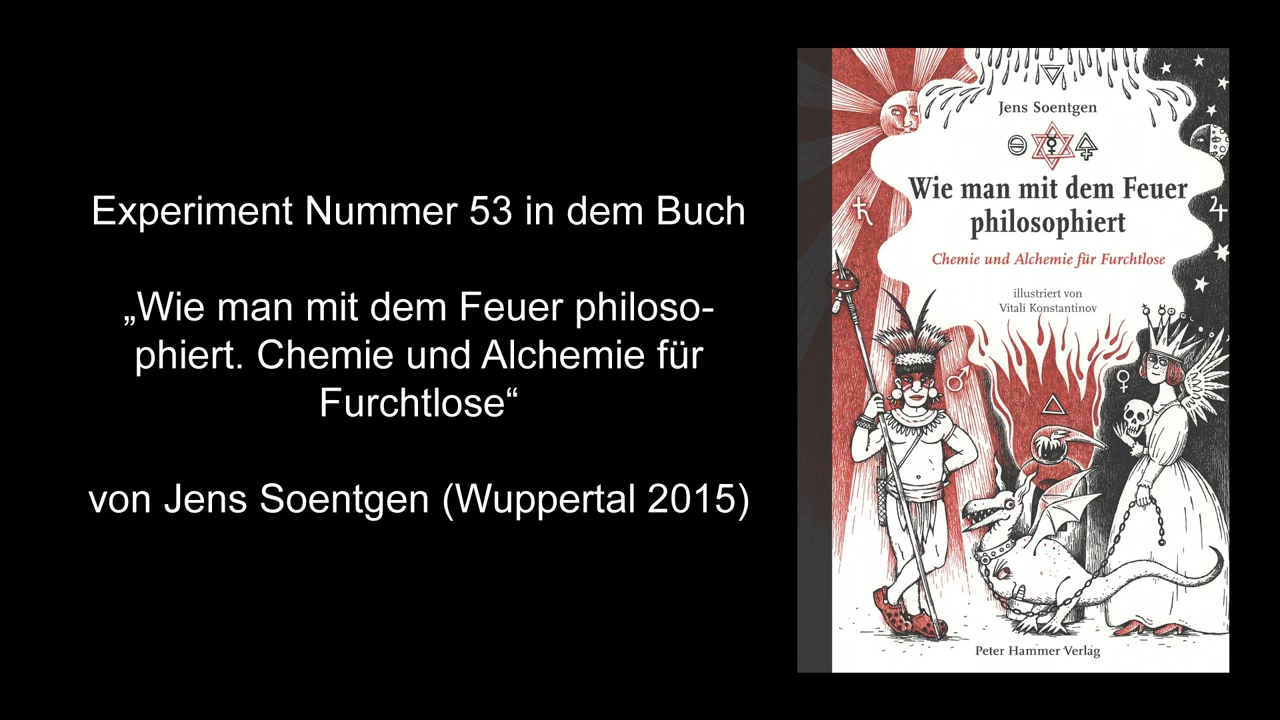 Experiment Nummer 53 in dem Buch
„Wie man mit dem Feuer philoso-
phiert. Chemie und Alchemie für
Furchtlose“
von Jens Soentgen (Wuppertal 2015)
Jens Soentgen
Wie man mit dem Feuer
philosophiert
Chemie und Alchemie für Furchtlose
illustriert von
Vitali Konstantinov
Peter Hammer Verlag